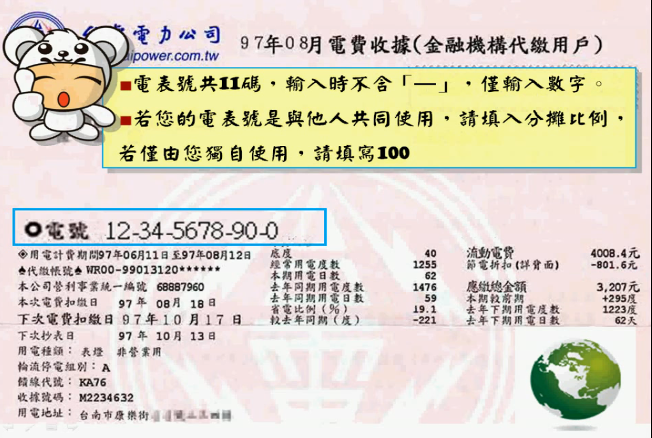 電力公司
ipower.com.tw
97年08月電費收據(金融機構代繳用戶)
■電表號共11碼，輸入時不含「—」，僅輸入數字。
■若您的電表號是與他人共同使用，請填入分攤比例，
若僅由您獨自使用，請填寫100
電號 12-34-5678-90-0
◈用電計費期間97年06月11日至97年08月12日
♠代繳帳號♠ WR00-99013120******
本公司營利事業統一編號 68887960
本次電費扣繳日 97 年 08 月 18 日
下次電費扣繳日 97 年 10 月 17 日
下次抄表日 97 年 10 月 13 日
用電種類： 表燈 非營業用
輪流停電組別：A
饋線代號：KA76
收據號碼：M2234632
用電地址：台南市康樂街
底度 40
經常用電度數 1255
本期用電日數 62
去年同期用電度數 1476
去年同期用電日數 59
省電比例(%) 19.1
較去年同期(度) -221
流動電費 4008.4元
節電折扣(詳背面) -801.6元
應繳總金額 3,207元
本期較前期 +295度
去年下期用電度數 1223度
去年下期用電日數 62天